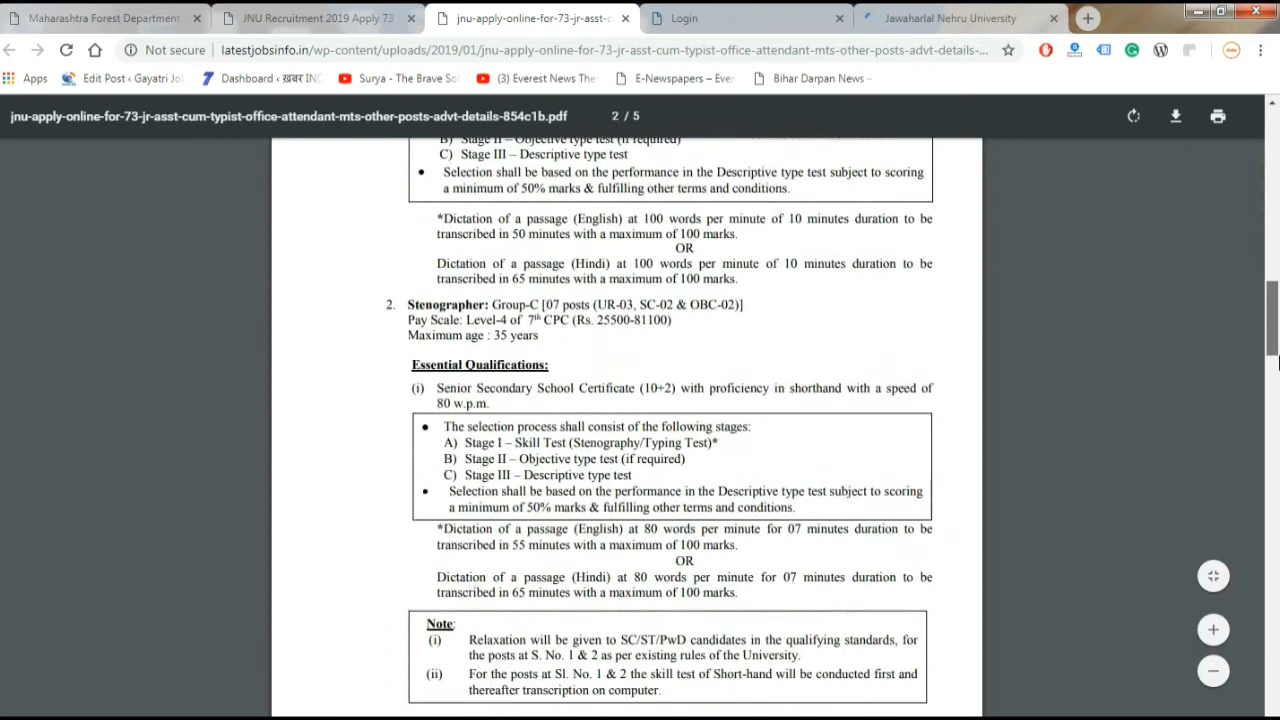 Maharashtra Forest Department
JNU Recruitment 2019 Apply 73
jnu-apply-online-for-73-jr-asst-c
Login
Jawaharlal Nehru University
Not secure
latestjobsinfo.in/wp-content/uploads/2019/01/jnu-apply-online-for-73-jr-asst-cum-typist-office-attendant-mts-other-posts-advt-details-...
Apps
Edit Post ‹ Gayatri Jo
Dashboard ‹ ख़बर IND
Surya - The Brave So
(3) Everest News The
E-Newspapers – Ever
Bihar Darpan News –
jnu-apply-online-for-73-jr-asst-cum-typist-office-attendant-mts-other-posts-advt-details-854c1b.pdf
2 / 5
B) Stage II – Objective type test (if required)
C) Stage III – Descriptive type test
• Selection shall be based on the performance in the Descriptive type test subject to scoring
a minimum of 50% marks & fulfilling other terms and conditions.
*Dictation of a passage (English) at 100 words per minute of 10 minutes duration to be
transcribed in 50 minutes with a maximum of 100 marks.
OR
Dictation of a passage (Hindi) at 100 words per minute of 10 minutes duration to be
transcribed in 65 minutes with a maximum of 100 marks.
2. Stenographer: Group-C [07 posts (UR-03, SC-02 & OBC-02)]
Pay Scale: Level-4 of 7th CPC (Rs. 25500-81100)
Maximum age : 35 years
Essential Qualifications:
(i) Senior Secondary School Certificate (10+2) with proficiency in shorthand with a speed of
80 w.p.m.
• The selection process shall consist of the following stages:
A) Stage I – Skill Test (Stenography/Typing Test)*
B) Stage II – Objective type test (if required)
C) Stage III – Descriptive type test
• Selection shall be based on the performance in the Descriptive type test subject to scoring
a minimum of 50% marks & fulfilling other terms and conditions.
*Dictation of a passage (English) at 80 words per minute for 07 minutes duration to be
transcribed in 55 minutes with a maximum of 100 marks.
OR
Dictation of a passage (Hindi) at 80 words per minute for 07 minutes duration to be
transcribed in 65 minutes with a maximum of 100 marks.
Note:
(i) Relaxation will be given to SC/ST/PwD candidates in the qualifying standards, for
the posts at S. No. 1 & 2 as per existing rules of the University.
(ii) For the posts at Sl. No. 1 & 2 the skill test of Short-hand will be conducted first and
thereafter transcription on computer.